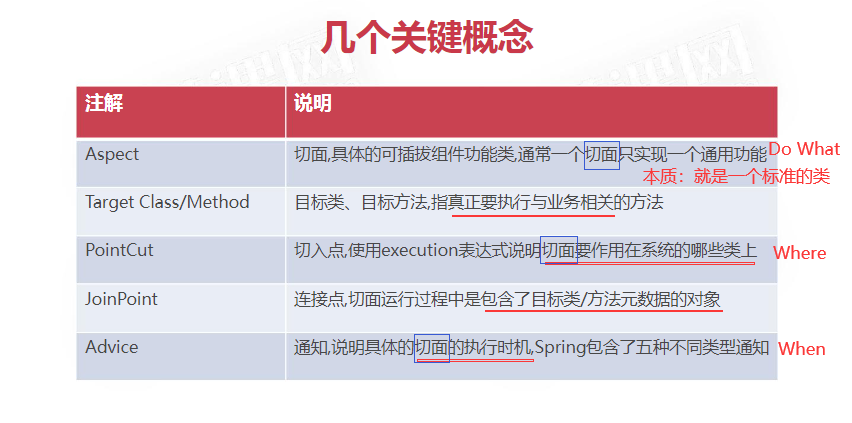 几个关键概念
注解 说明
Aspect 切面,具体的可插拔组件功能类,通常一个切面只实现一个通用功能 Do What
本质：就是一个标准的类
Target Class/Method 目标类、目标方法,指真正要执行与业务相关的方法
PointCut 切入点,使用execution表达式说明切面要作用在系统的哪些类上 Where
JoinPoint 连接点,切面运行过程中是包含了目标类/方法元数据的对象
Advice 通知,说明具体的切面的执行时机,Spring包含了五种不同类型通知 When